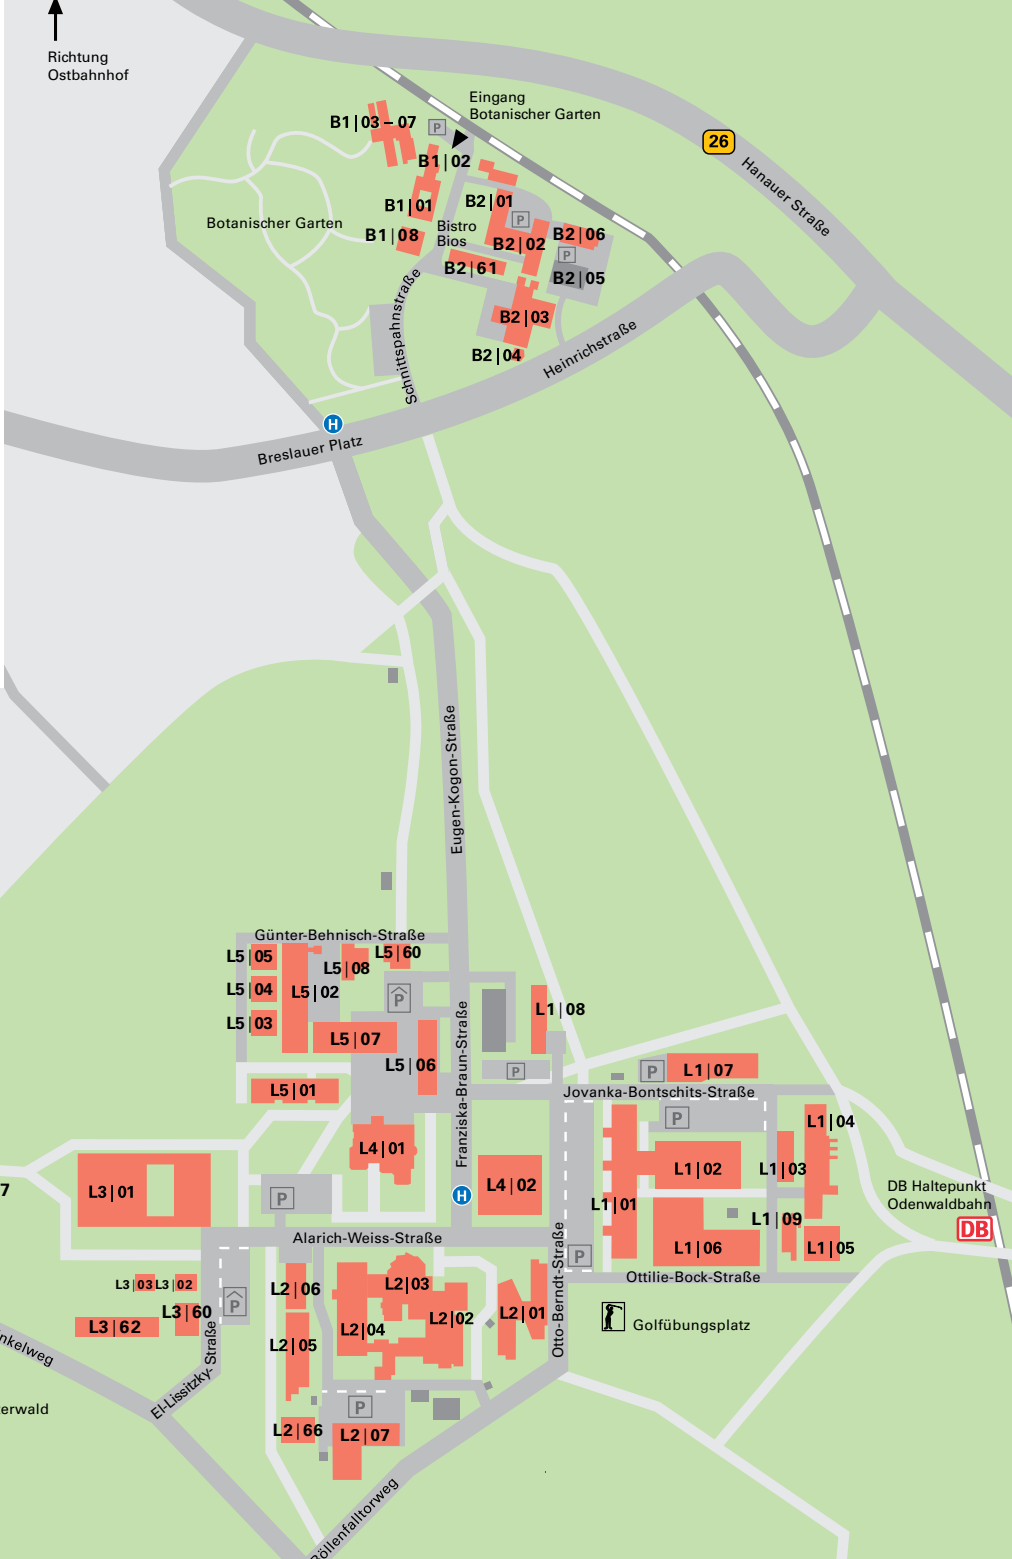 Richtung
Ostbahnhof
Eingang
Botanischer Garten
B1|03 – 07
P
26
Hanauer Straße
B1|02
B1|01
B2|01
Botanischer Garten
B1|08
Bistro
Bios
P
B2|02
B2|06
P
B2|61
B2|05
Schnittspahnstraße
B2|03
B2|04
Heinrichstraße
H
Breslauer Platz
Eugen-Kogon-Straße
Günter-Behnisch-Straße
L5|05
L5|60
L5|08
L5|04
L5|02
P
L5|03
L1|08
L5|07
L5|06
Franziska-Braun-Straße
P
P
L1|07
L5|01
Jovanka-Bontschits-Straße
P
L1|04
L4|01
L1|02
L1|03
7
L3|01
P
H
L4|02
L1|01
DB Haltepunkt
Odenwaldbahn
DB
L1|09
Alarich-Weiss-Straße
P
L1|06
L1|05
Otto-Berndt-Straße
Ottilie-Bock-Straße
L3|03
L3|02
L2|06
L2|03
P
L3|60
L2|02
L2|01
L3|62
L2|04
Golfübungsplatz
nkelweg
L2|05
El-Lissitzky-Straße
erwald
P
L2|66
L2|07
Böllenfalltorweg